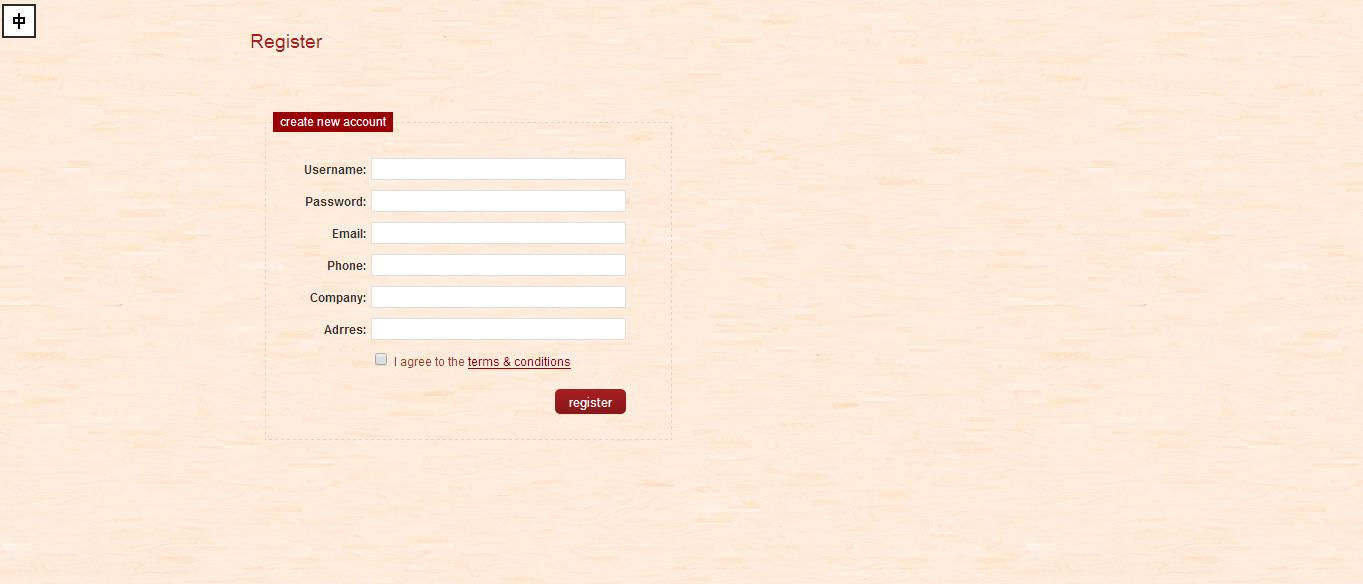 中
Register
create new account
Username:
Password:
Email:
Phone:
Company:
Adrres:
I agree to the terms & conditions
register